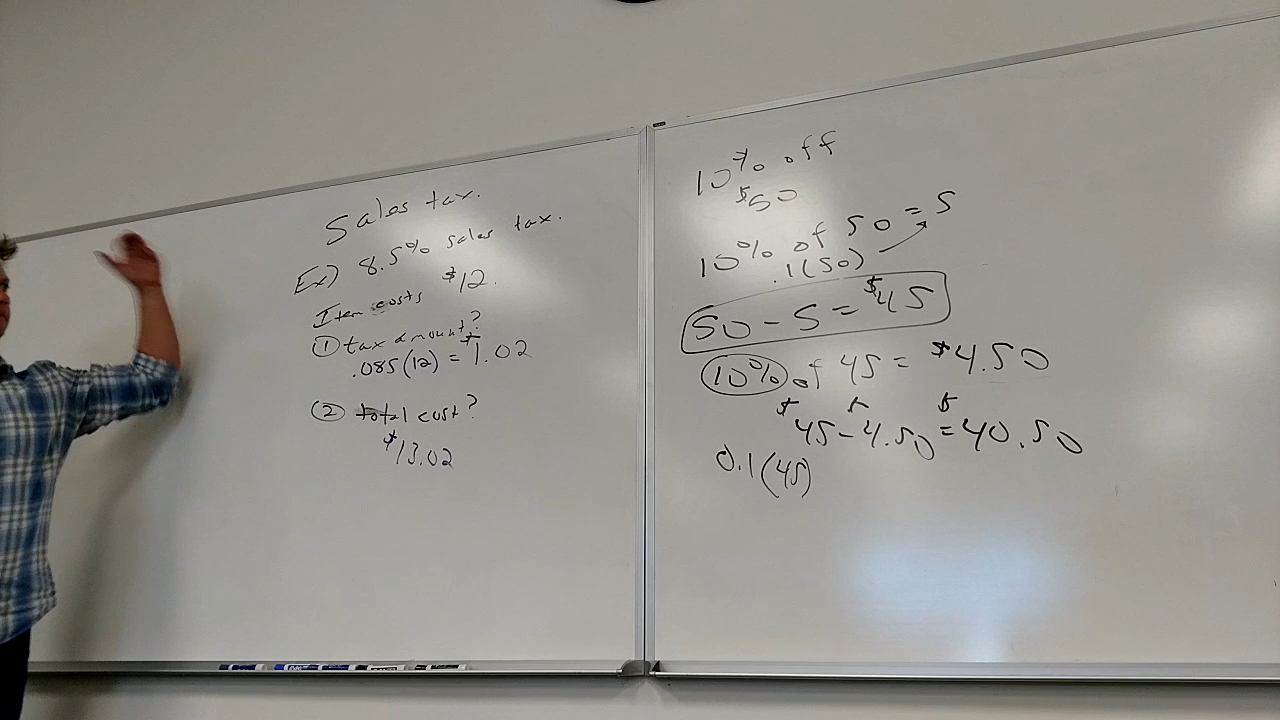 Sales tax.
Ex) 8.5% sales tax.
Item costs $12.
① tax amount?
.085(12) = $1.02
② total cost?
$13.02
10% off
$50
10% of 50 = 5
.1(50)
50 - 5 = $45
10% of 45 = $4.50
$45 - $4.50 = $40.50
0.1(45)